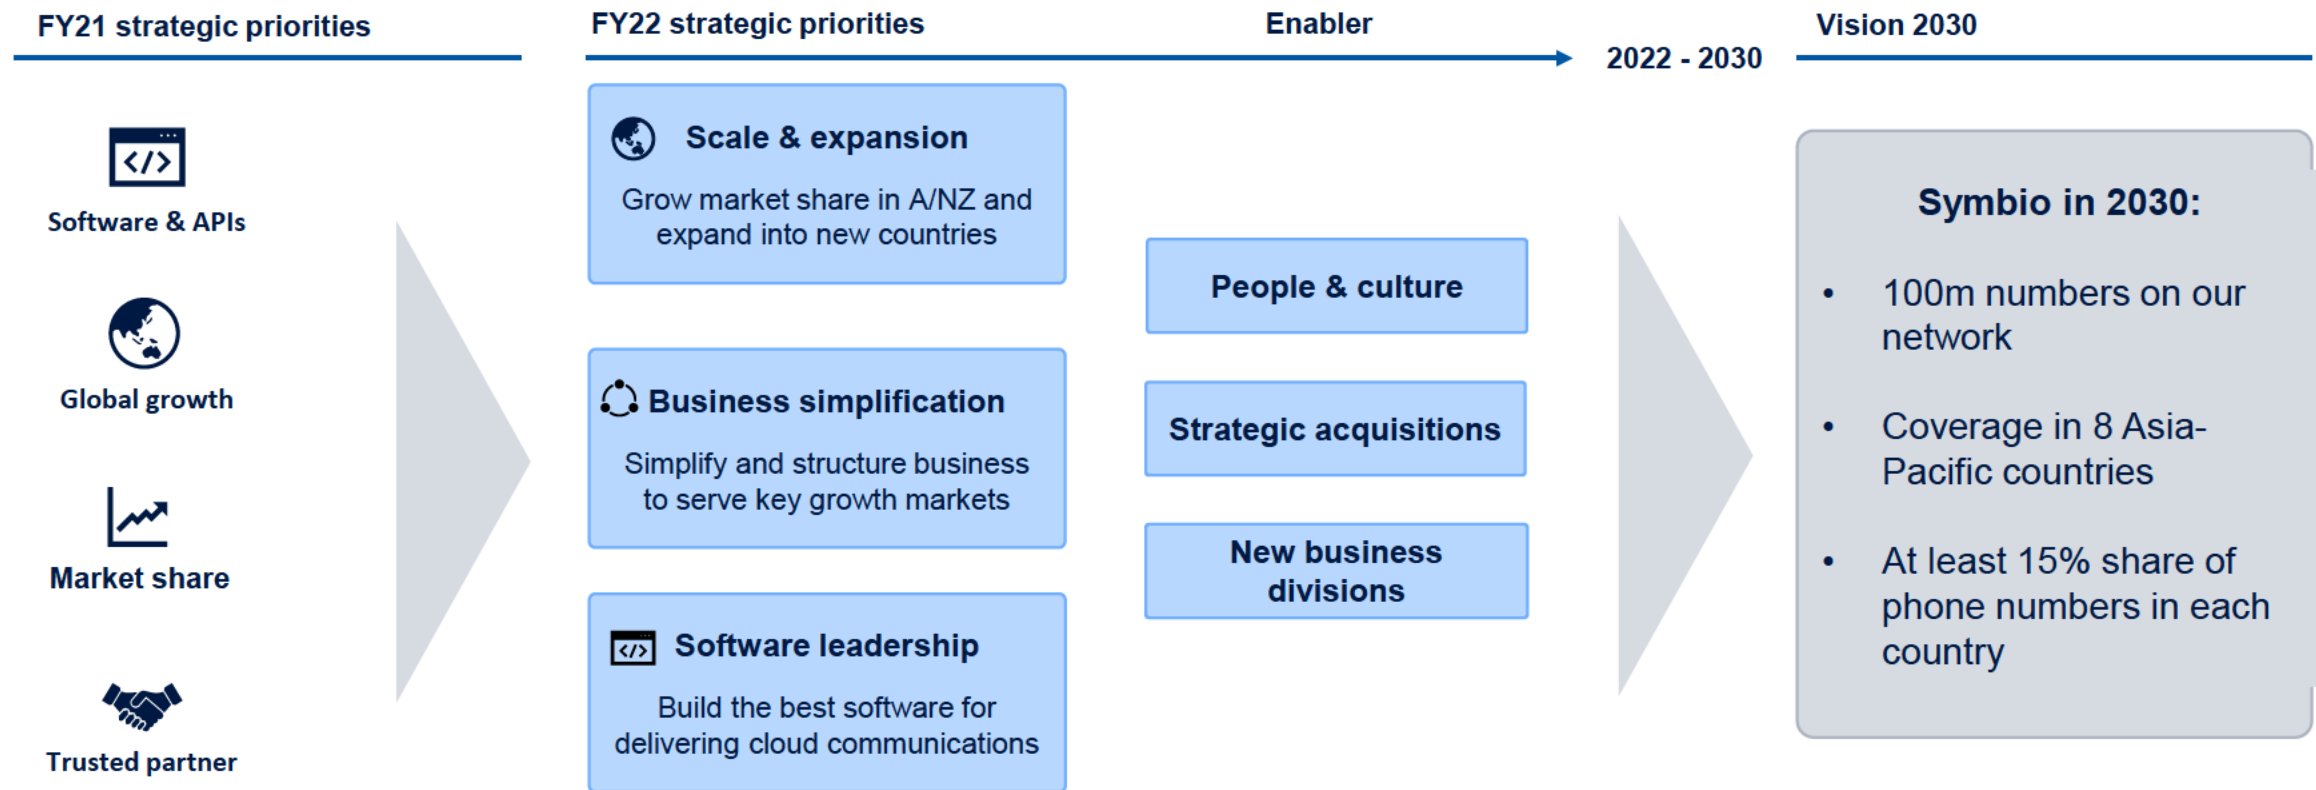 FY21 strategic priorities
Software & APIs
Global growth
Market share
Trusted partner
FY22 strategic priorities
Scale & expansion
Grow market share in A/NZ and
expand into new countries
Business simplification
Simplify and structure business
to serve key growth markets
Software leadership
Build the best software for
delivering cloud communications
Enabler
People & culture
Strategic acquisitions
New business
divisions
2022 - 2030
Vision 2030
Symbio in 2030:
• 100m numbers on our
network
• Coverage in 8 Asia-
Pacific countries
• At least 15% share of
phone numbers in each
country